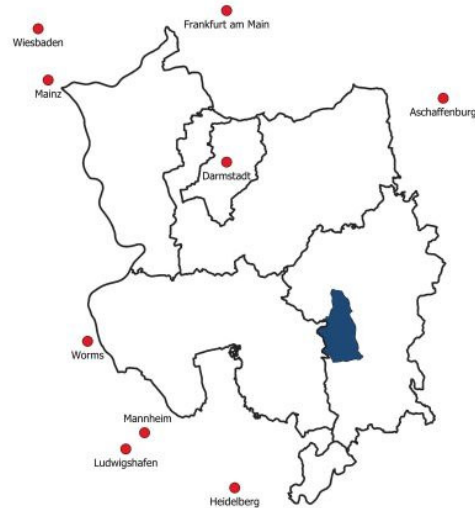 Frankfurt am Main
Wiesbaden
Mainz
Aschaffenburg
Darmstadt
Worms
Mannheim
Ludwigshafen
Heidelberg